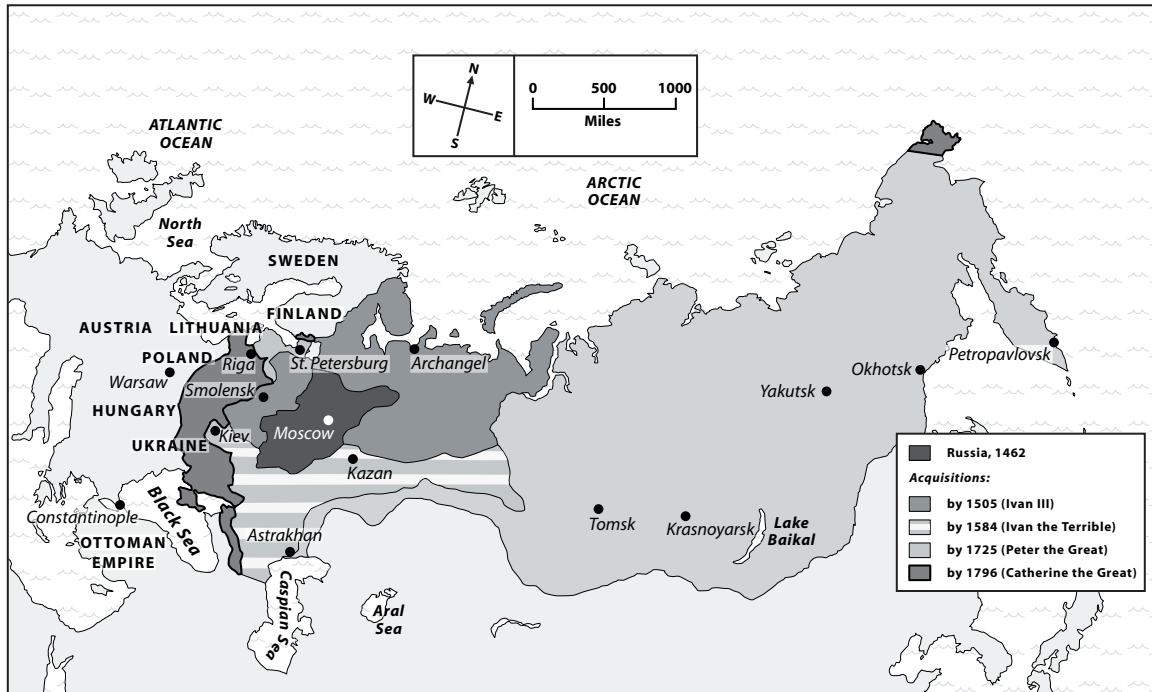 N
W
E
S
0 500 1000
Miles
ATLANTIC
OCEAN
ARCTIC
OCEAN
North
Sea
SWEDEN
FINLAND
AUSTRIA
LITHUANIA
POLAND
Riga
St. Petersburg
Archangel
Petropavlovsk
Warsaw
Smolensk
Okhotsk
Yakutsk
HUNGARY
Moscow
UKRAINE
Kiev
Kazan
Black Sea
Constantinople
Tomsk
Krasnoyarsk
Lake
Baikal
Astrakhan
OTTOMAN
EMPIRE
Caspian Sea
Aral
Sea
Russia, 1462
Acquisitions:
by 1505 (Ivan III)
by 1584 (Ivan the Terrible)
by 1725 (Peter the Great)
by 1796 (Catherine the Great)